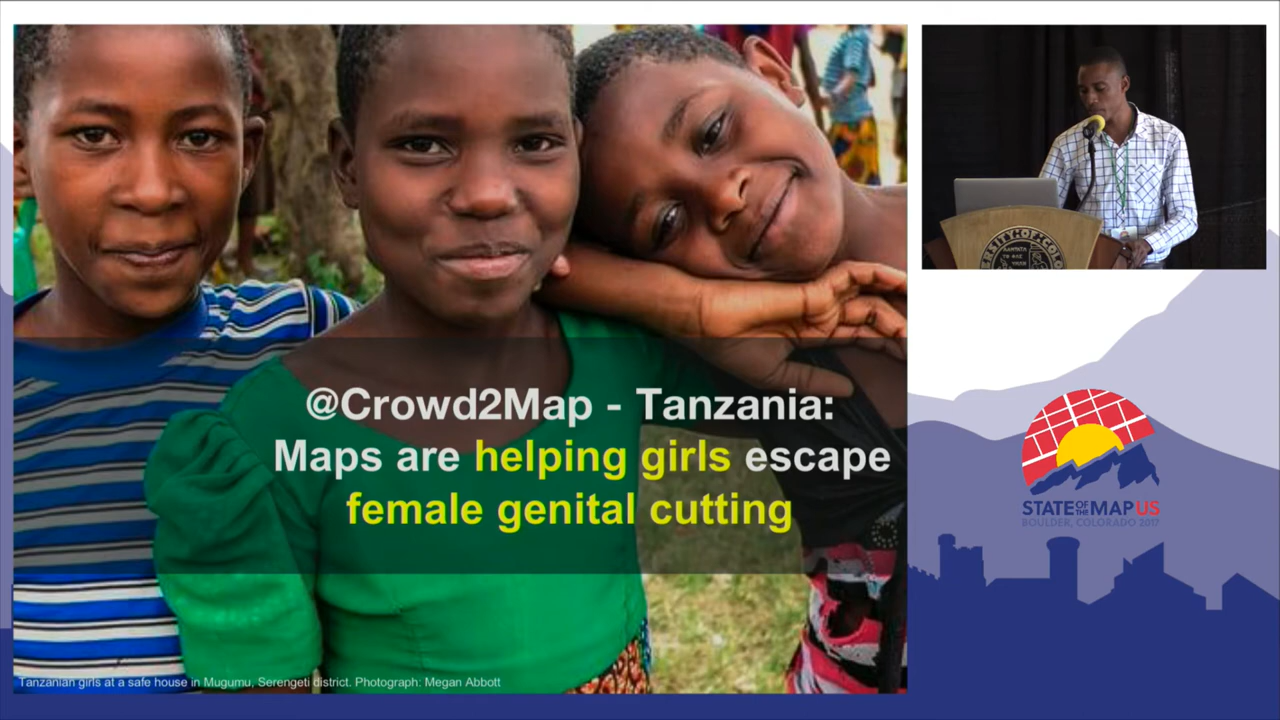 @Crowd2Map - Tanzania:
Maps are helping girls escape
female genital cutting
Tanzanian girls at a safe house in Mugumu, Serengeti district. Photograph: Megan Abbott
STATE OF THE MAP US
BOULDER, COLORADO 2017